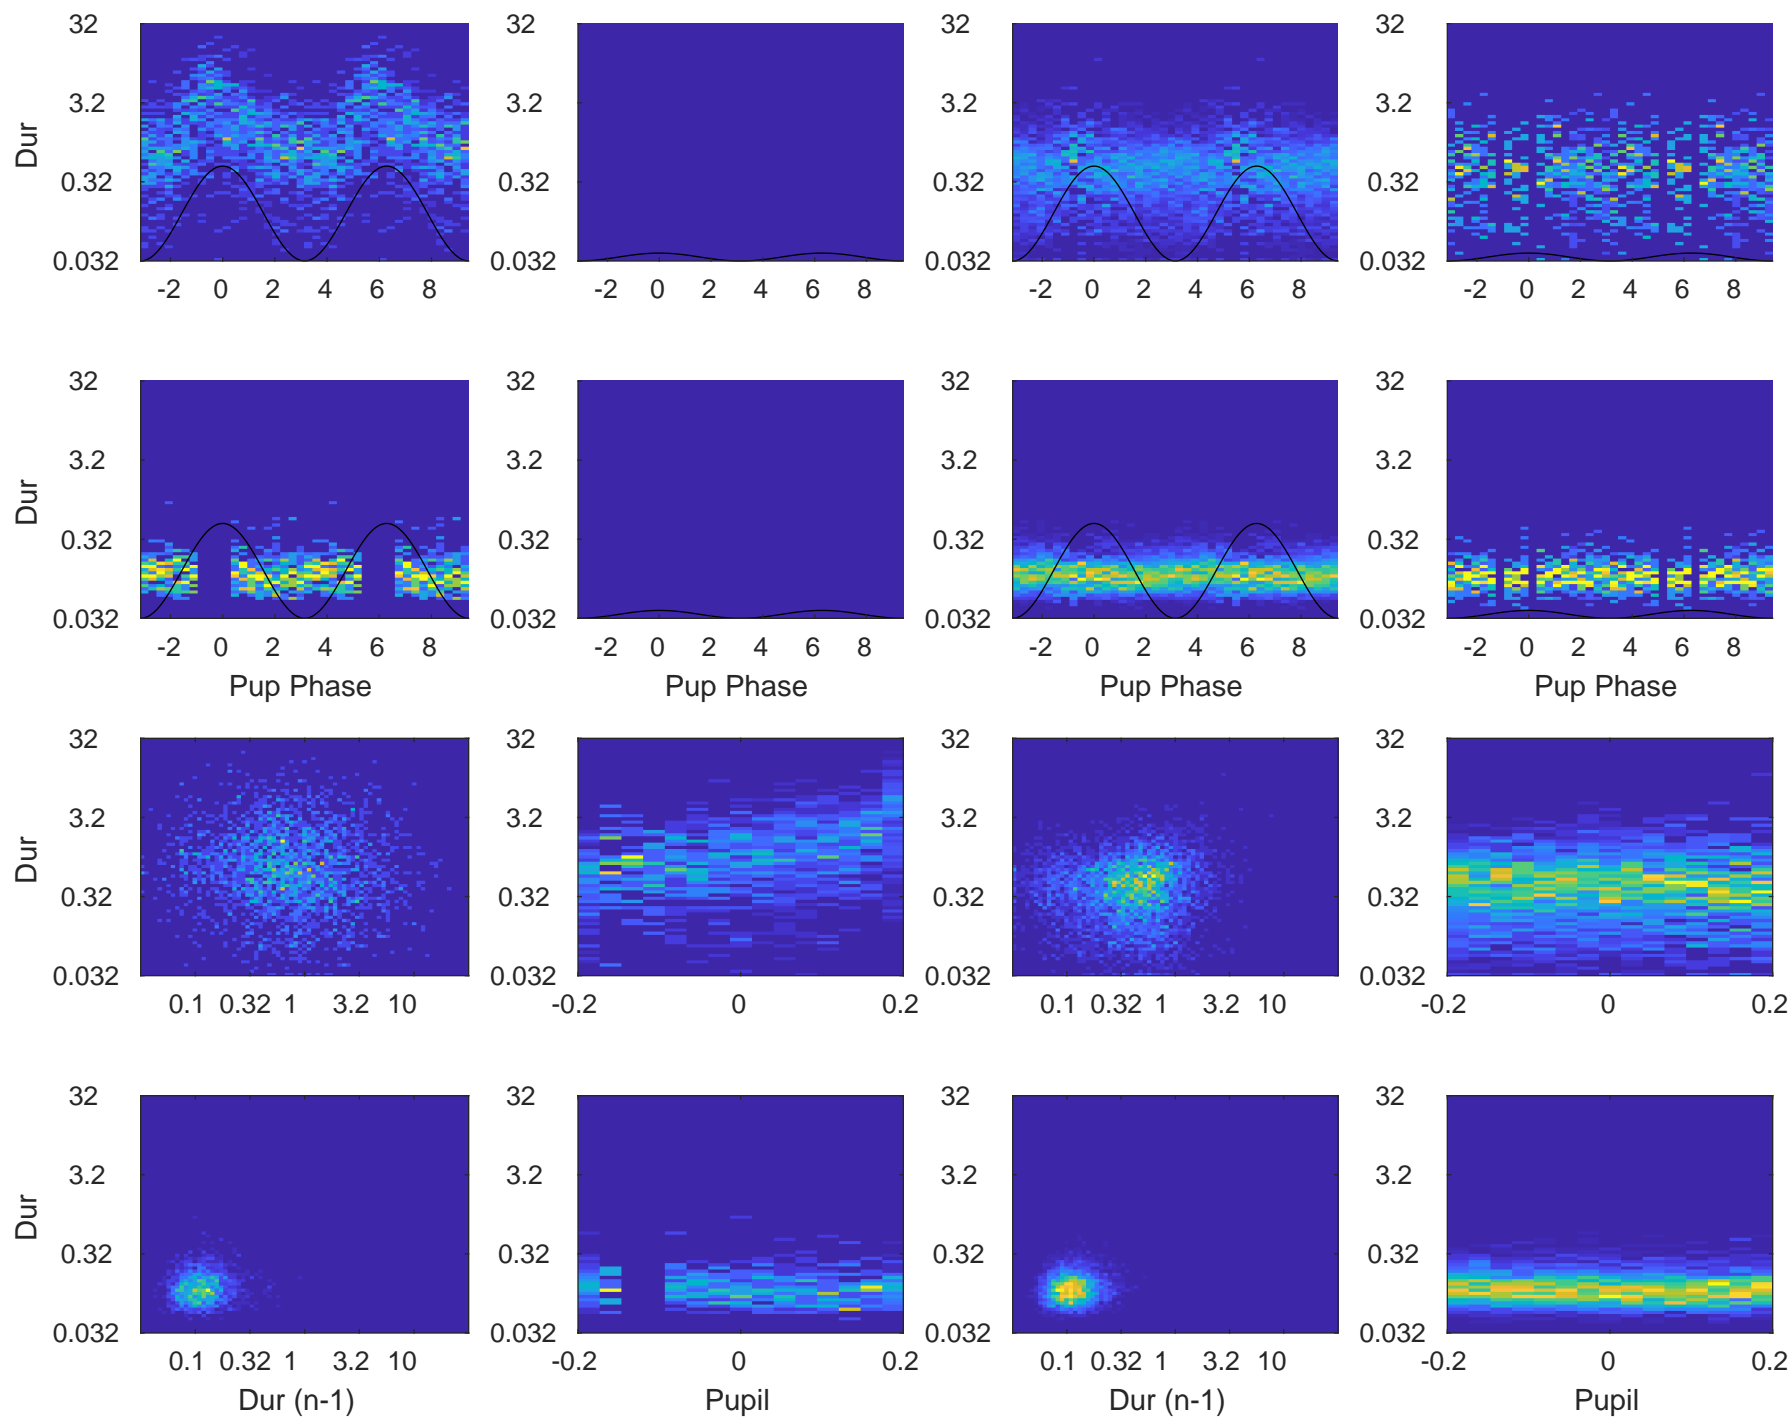 32 32 32 32
3.2 3.2 3.2 3.2
Dur
0.32 0.32 0.32 0.32
0.032 0.032 0.032 0.032
-2 0 2 4 6 8 -2 0 2 4 6 8 -2 0 2 4 6 8 -2 0 2 4 6 8
32 32 32 32
3.2 3.2 3.2 3.2
Dur
0.32 0.32 0.32 0.32
0.032 0.032 0.032 0.032
-2 0 2 4 6 8 -2 0 2 4 6 8 -2 0 2 4 6 8 -2 0 2 4 6 8
Pup Phase Pup Phase Pup Phase Pup Phase
32 32 32 32
3.2 3.2 3.2 3.2
Dur
0.32 0.32 0.32 0.32
0.032 0.032 0.032 0.032
0.1 0.32 1 3.2 10 -0.2 0 0.2 0.1 0.32 1 3.2 10 -0.2 0 0.2
32 32 32 32
3.2 3.2 3.2 3.2
Dur
0.32 0.32 0.32 0.32
0.032 0.032 0.032 0.032
0.1 0.32 1 3.2 10 -0.2 0 0.2 0.1 0.32 1 3.2 10 -0.2 0 0.2
Dur (n-1) Pupil Dur (n-1) Pupil